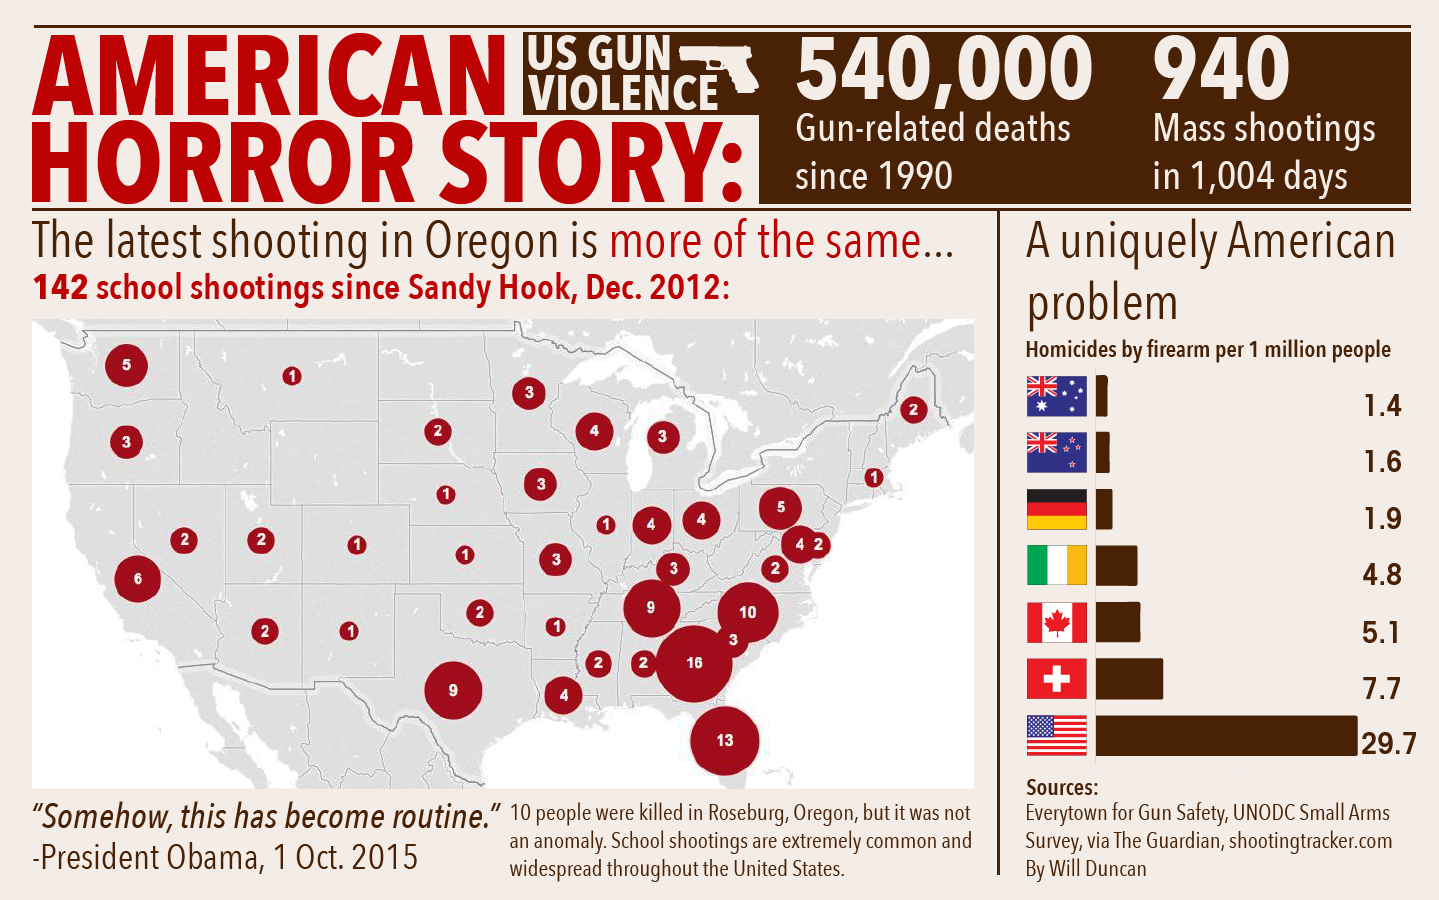 AMERICAN
HORROR STORY:
US GUN
VIOLENCE
540,000
Gun-related deaths
since 1990
940
Mass shootings
in 1,004 days
The latest shooting in Oregon is more of the same...
142 school shootings since Sandy Hook, Dec. 2012:
5
1
3
2
3
2
4
3
3
1
1
5
2
2
1
1
1
4
4
4
2
3
6
3
2
9
10
2
1
2
1
3
9
4
2
2
16
13
“Somehow, this has become routine.”
-President Obama, 1 Oct. 2015
10 people were killed in Roseburg, Oregon, but it was not
an anomaly. School shootings are extremely common and
widespread throughout the United States.
A uniquely American
problem
Homicides by firearm per 1 million people
1.4
1.6
1.9
4.8
5.1
7.7
29.7
Sources:
Everytown for Gun Safety, UNODC Small Arms
Survey, via The Guardian, shootingtracker.com
By Will Duncan